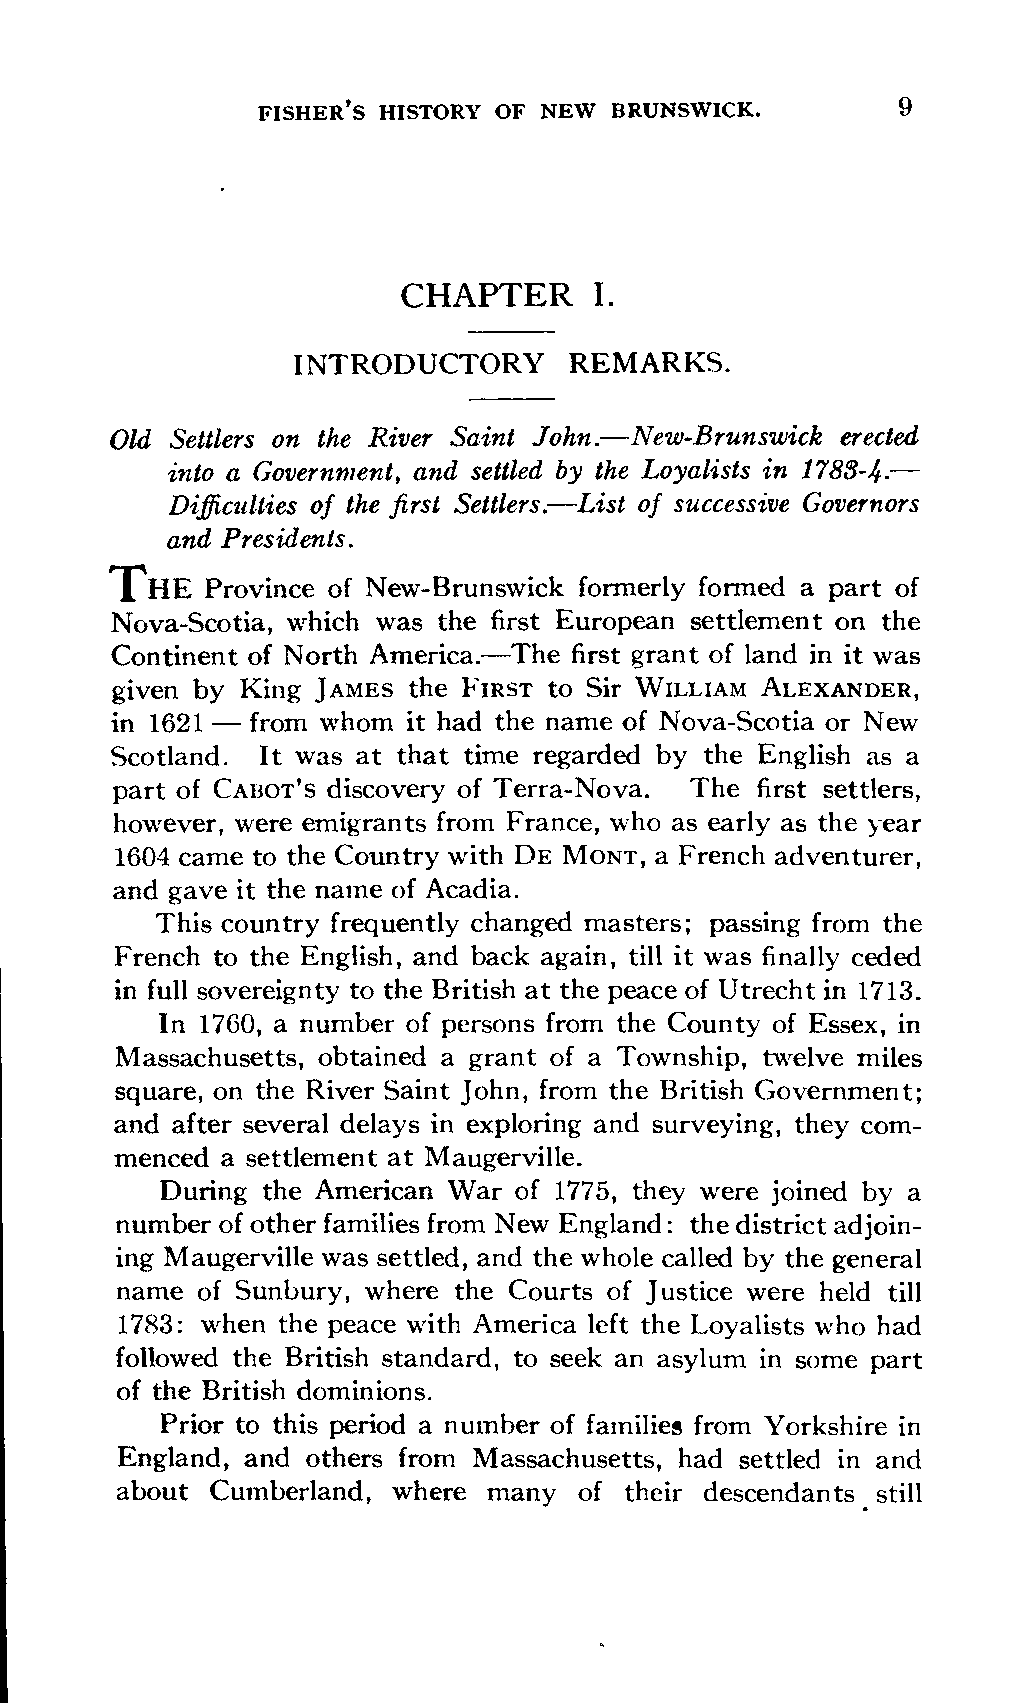 FISHER'S HISTORY OF NEW BRUNSWICK. 9
CHAPTER I.
INTRODUCTORY REMARKS.
Old Settlers on the River Saint John.—New-Brunswick erected
into a Government, and settled by the Loyalists in 1783-4.—
Difficulties of the first Settlers.—List of successive Governors
and Presidents.
THE Province of New-Brunswick formerly formed a part of
Nova-Scotia, which was the first European settlement on the
Continent of North America.—The first grant of land in it was
given by King JAMES the FIRST to Sir WILLIAM ALEXANDER,
in 1621 — from whom it had the name of Nova-Scotia or New
Scotland. It was at that time regarded by the English as a
part of CABOT'S discovery of Terra-Nova. The first settlers,
however, were emigrants from France, who as early as the year
1604 came to the Country with DE MONT, a French adventurer,
and gave it the name of Acadia.
This country frequently changed masters; passing from the
French to the English, and back again, till it was finally ceded
in full sovereignty to the British at the peace of Utrecht in 1713.
In 1760, a number of persons from the County of Essex, in
Massachusetts, obtained a grant of a Township, twelve miles
square, on the River Saint John, from the British Government;
and after several delays in exploring and surveying, they com-
menced a settlement at Maugerville.
During the American War of 1775, they were joined by a
number of other families from New England: the district adjoin-
ing Maugerville was settled, and the whole called by the general
name of Sunbury, where the Courts of Justice were held till
1783: when the peace with America left the Loyalists who had
followed the British standard, to seek an asylum in some part
of the British dominions.
Prior to this period a number of families from Yorkshire in
England, and others from Massachusetts, had settled in and
about Cumberland, where many of their descendants still